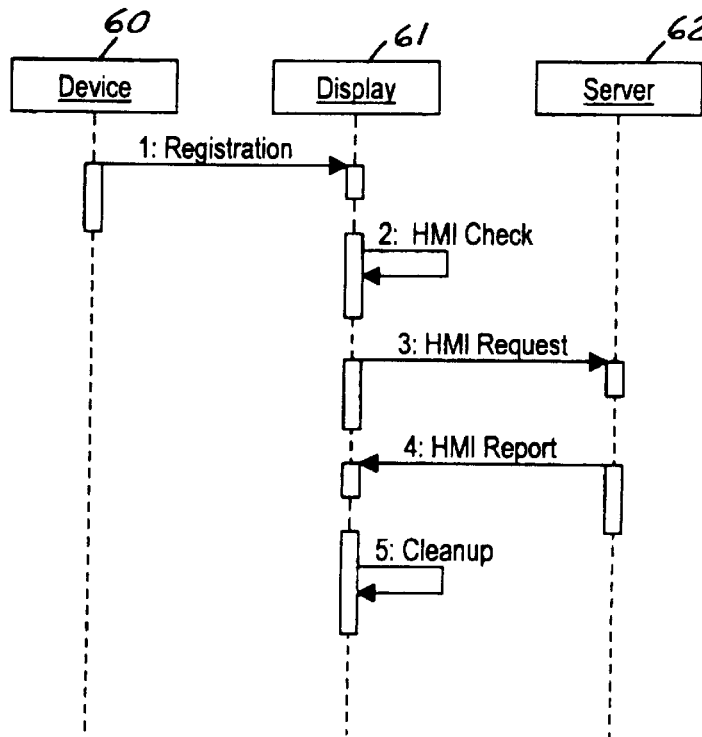 60
61
62
Device
Display
Server
1: Registration
2: HMI Check
3: HMI Request
4: HMI Report
5: Cleanup